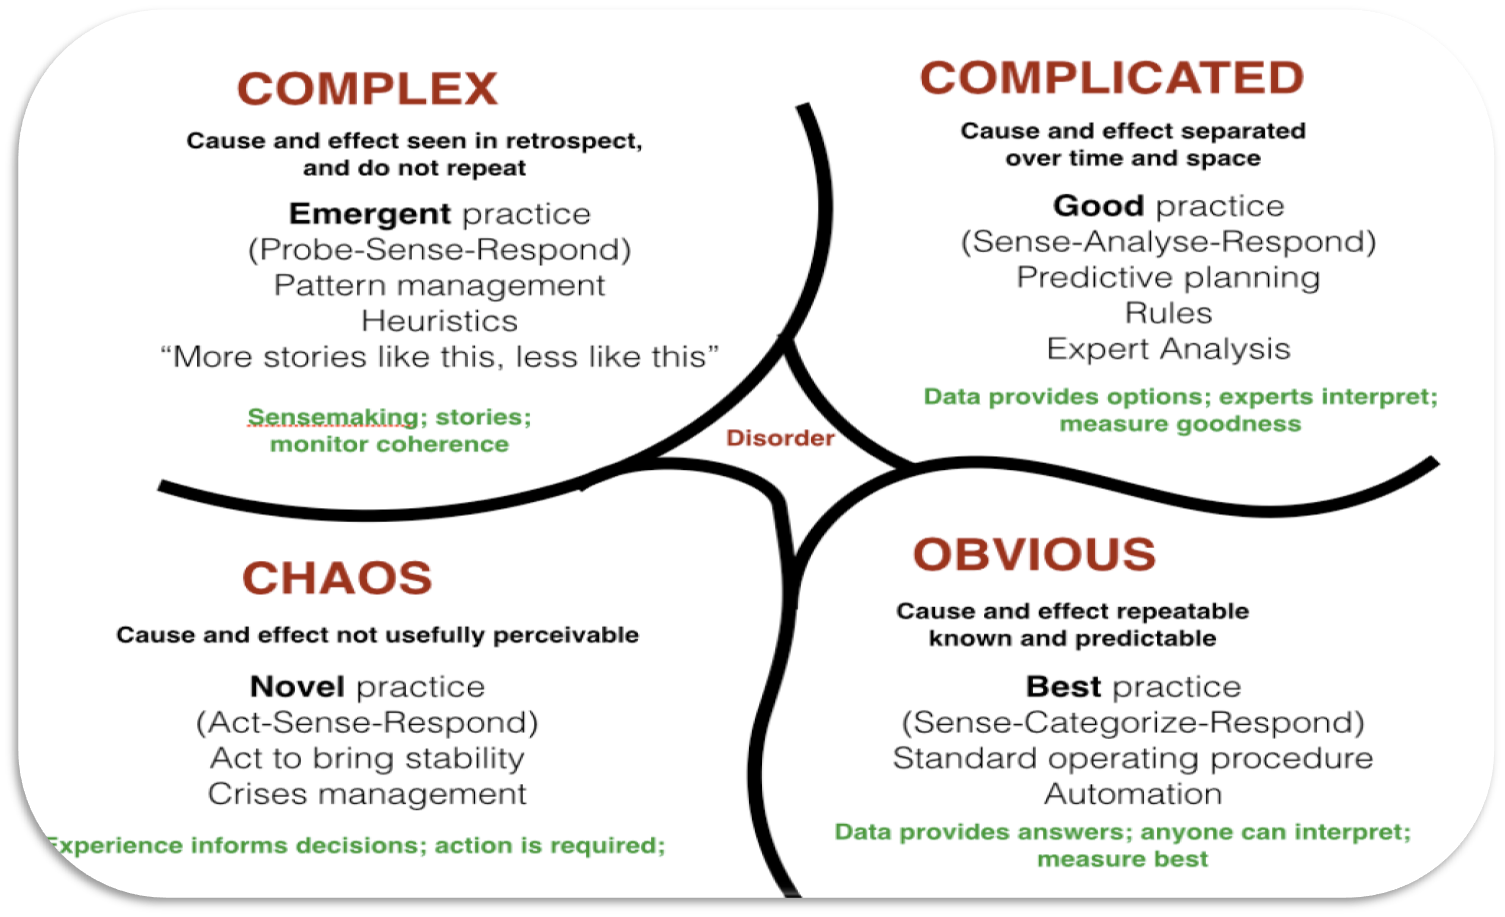 COMPLEX
Cause and effect seen in retrospect,
and do not repeat
Emergent practice
(Probe-Sense-Respond)
Pattern management
Heuristics
“More stories like this, less like this”
Sensemaking; stories;
monitor coherence
COMPLICATED
Cause and effect separated
over time and space
Good practice
(Sense-Analyse-Respond)
Predictive planning
Rules
Expert Analysis
Data provides options; experts interpret;
measure goodness
Disorder
CHAOS
Cause and effect not usefully perceivable
Novel practice
(Act-Sense-Respond)
Act to bring stability
Crises management
Experience informs decisions; action is required;
OBVIOUS
Cause and effect repeatable
known and predictable
Best practice
(Sense-Categorize-Respond)
Standard operating procedure
Automation
Data provides answers; anyone can interpret;
measure best